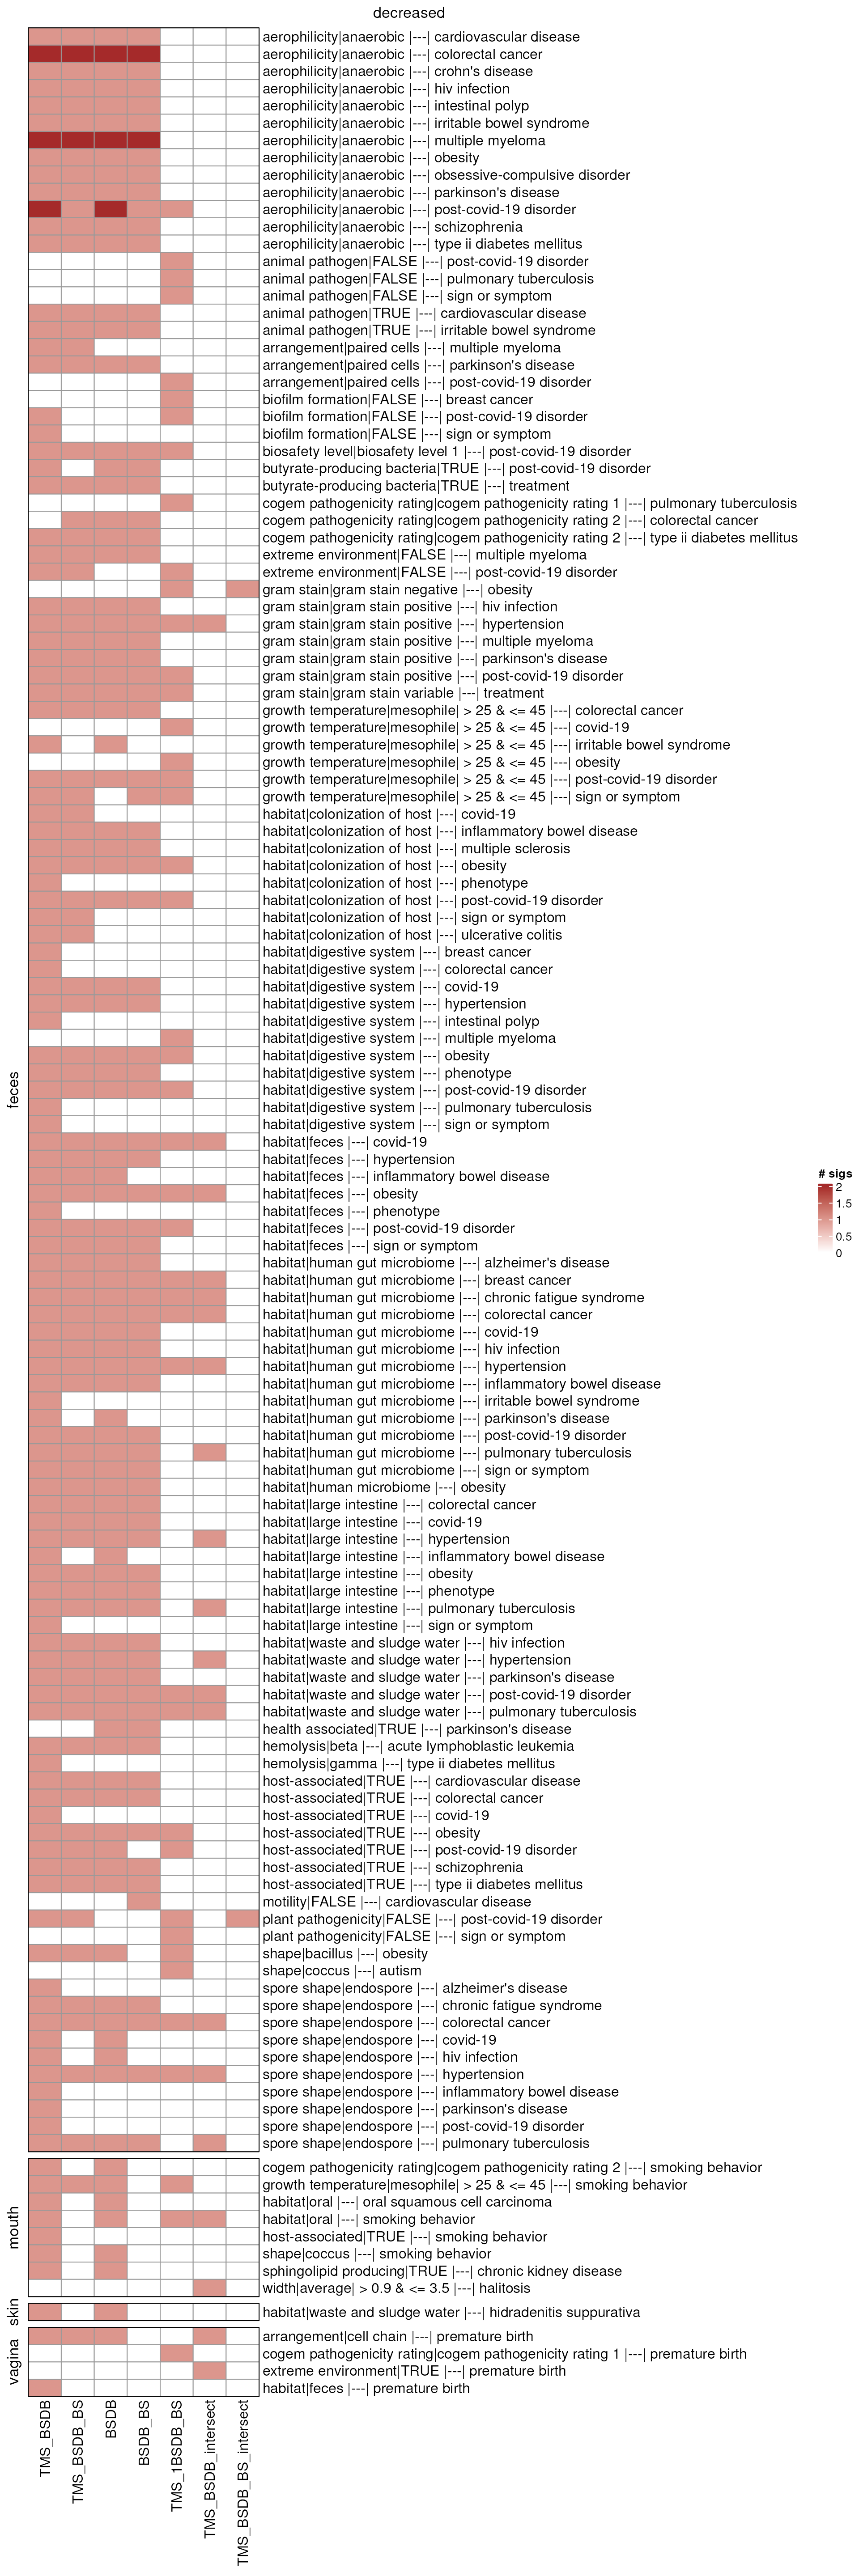 decreased
aerophilicity|anaerobic |---| cardiovascular disease
aerophilicity|anaerobic |---| colorectal cancer
aerophilicity|anaerobic |---| crohn's disease
aerophilicity|anaerobic |---| hiv infection
aerophilicity|anaerobic |---| intestinal polyp
aerophilicity|anaerobic |---| irritable bowel syndrome
aerophilicity|anaerobic |---| multiple myeloma
aerophilicity|anaerobic |---| obesity
aerophilicity|anaerobic |---| obsessive-compulsive disorder
aerophilicity|anaerobic |---| parkinson's disease
aerophilicity|anaerobic |---| post-covid-19 disorder
aerophilicity|anaerobic |---| schizophrenia
aerophilicity|anaerobic |---| type ii diabetes mellitus
animal pathogen|FALSE |---| post-covid-19 disorder
animal pathogen|FALSE |---| pulmonary tuberculosis
animal pathogen|FALSE |---| sign or symptom
animal pathogen|TRUE |---| cardiovascular disease
animal pathogen|TRUE |---| irritable bowel syndrome
arrangement|paired cells |---| multiple myeloma
arrangement|paired cells |---| parkinson's disease
arrangement|paired cells |---| post-covid-19 disorder
biofilm formation|FALSE |---| breast cancer
biofilm formation|FALSE |---| post-covid-19 disorder
biofilm formation|FALSE |---| sign or symptom
biosafety level|biosafety level 1 |---| post-covid-19 disorder
butyrate-producing bacteria|TRUE |---| post-covid-19 disorder
butyrate-producing bacteria|TRUE |---| treatment
cogem pathogenicity rating|cogem pathogenicity rating 1 |---| pulmonary tuberculosis
cogem pathogenicity rating|cogem pathogenicity rating 2 |---| colorectal cancer
cogem pathogenicity rating|cogem pathogenicity rating 2 |---| type ii diabetes mellitus
extreme environment|FALSE |---| multiple myeloma
extreme environment|FALSE |---| post-covid-19 disorder
gram stain|gram stain negative |---| obesity
gram stain|gram stain positive |---| hiv infection
gram stain|gram stain positive |---| hypertension
gram stain|gram stain positive |---| multiple myeloma
gram stain|gram stain positive |---| parkinson's disease
gram stain|gram stain positive |---| post-covid-19 disorder
gram stain|gram stain variable |---| treatment
growth temperature|mesophile| > 25 & <= 45 |---| colorectal cancer
growth temperature|mesophile| > 25 & <= 45 |---| covid-19
growth temperature|mesophile| > 25 & <= 45 |---| irritable bowel syndrome
growth temperature|mesophile| > 25 & <= 45 |---| obesity
growth temperature|mesophile| > 25 & <= 45 |---| post-covid-19 disorder
growth temperature|mesophile| > 25 & <= 45 |---| sign or symptom
habitat|colonization of host |---| covid-19
habitat|colonization of host |---| inflammatory bowel disease
habitat|colonization of host |---| multiple sclerosis
habitat|colonization of host |---| obesity
habitat|colonization of host |---| phenotype
habitat|colonization of host |---| post-covid-19 disorder
habitat|colonization of host |---| sign or symptom
habitat|colonization of host |---| ulcerative colitis
habitat|digestive system |---| breast cancer
habitat|digestive system |---| colorectal cancer
habitat|digestive system |---| covid-19
habitat|digestive system |---| hypertension
habitat|digestive system |---| intestinal polyp
habitat|digestive system |---| multiple myeloma
habitat|digestive system |---| obesity
habitat|digestive system |---| phenotype
habitat|digestive system |---| post-covid-19 disorder
habitat|digestive system |---| pulmonary tuberculosis
habitat|digestive system |---| sign or symptom
habitat|feces |---| covid-19
habitat|feces |---| hypertension
habitat|feces |---| inflammatory bowel disease
habitat|feces |---| obesity
habitat|feces |---| phenotype
habitat|feces |---| post-covid-19 disorder
habitat|feces |---| sign or symptom
habitat|human gut microbiome |---| alzheimer's disease
habitat|human gut microbiome |---| breast cancer
habitat|human gut microbiome |---| chronic fatigue syndrome
habitat|human gut microbiome |---| colorectal cancer
habitat|human gut microbiome |---| covid-19
habitat|human gut microbiome |---| hiv infection
habitat|human gut microbiome |---| hypertension
habitat|human gut microbiome |---| inflammatory bowel disease
habitat|human gut microbiome |---| irritable bowel syndrome
habitat|human gut microbiome |---| parkinson's disease
habitat|human gut microbiome |---| post-covid-19 disorder
habitat|human gut microbiome |---| pulmonary tuberculosis
habitat|human gut microbiome |---| sign or symptom
habitat|human microbiome |---| obesity
habitat|large intestine |---| colorectal cancer
habitat|large intestine |---| covid-19
habitat|large intestine |---| hypertension
habitat|large intestine |---| inflammatory bowel disease
habitat|large intestine |---| obesity
habitat|large intestine |---| phenotype
habitat|large intestine |---| pulmonary tuberculosis
habitat|large intestine |---| sign or symptom
habitat|waste and sludge water |---| hiv infection
habitat|waste and sludge water |---| hypertension
habitat|waste and sludge water |---| parkinson's disease
habitat|waste and sludge water |---| post-covid-19 disorder
habitat|waste and sludge water |---| pulmonary tuberculosis
health associated|TRUE |---| parkinson's disease
hemolysis|beta |---| acute lymphoblastic leukemia
hemolysis|gamma |---| type ii diabetes mellitus
host-associated|TRUE |---| cardiovascular disease
host-associated|TRUE |---| colorectal cancer
host-associated|TRUE |---| covid-19
host-associated|TRUE |---| obesity
host-associated|TRUE |---| post-covid-19 disorder
host-associated|TRUE |---| schizophrenia
host-associated|TRUE |---| type ii diabetes mellitus
motility|FALSE |---| cardiovascular disease
plant pathogenicity|FALSE |---| post-covid-19 disorder
plant pathogenicity|FALSE |---| sign or symptom
shape|bacillus |---| obesity
shape|coccus |---| autism
spore shape|endospore |---| alzheimer's disease
spore shape|endospore |---| chronic fatigue syndrome
spore shape|endospore |---| colorectal cancer
spore shape|endospore |---| covid-19
spore shape|endospore |---| hiv infection
spore shape|endospore |---| hypertension
spore shape|endospore |---| inflammatory bowel disease
spore shape|endospore |---| parkinson's disease
spore shape|endospore |---| post-covid-19 disorder
spore shape|endospore |---| pulmonary tuberculosis
feces
# sigs
2
1.5
1
0.5
0
cogem pathogenicity rating|cogem pathogenicity rating 2 |---| smoking behavior
growth temperature|mesophile| > 25 & <= 45 |---| smoking behavior
habitat|oral |---| oral squamous cell carcinoma
habitat|oral |---| smoking behavior
host-associated|TRUE |---| smoking behavior
shape|coccus |---| smoking behavior
sphingolipid producing|TRUE |---| chronic kidney disease
width|average| > 0.9 & <= 3.5 |---| halitosis
mouth
habitat|waste and sludge water |---| hidradenitis suppurativa
skin
arrangement|cell chain |---| premature birth
cogem pathogenicity rating|cogem pathogenicity rating 1 |---| premature birth
extreme environment|TRUE |---| premature birth
habitat|feces |---| premature birth
vagina
TMS_BSDB
TMS_BSDB_BS
BSDB
BSDB_BS
TMS_1BSDB_BS
TMS_BSDB_intersect
TMS_BSDB_BS_intersect